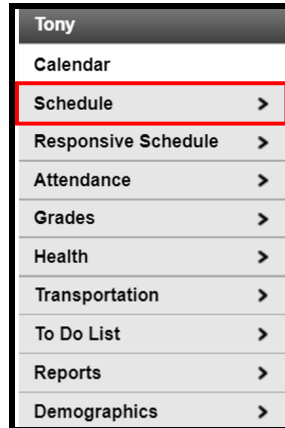 Tony
Calendar
Schedule
Responsive Schedule
Attendance
Grades
Health
Transportation
To Do List
Reports
Demographics